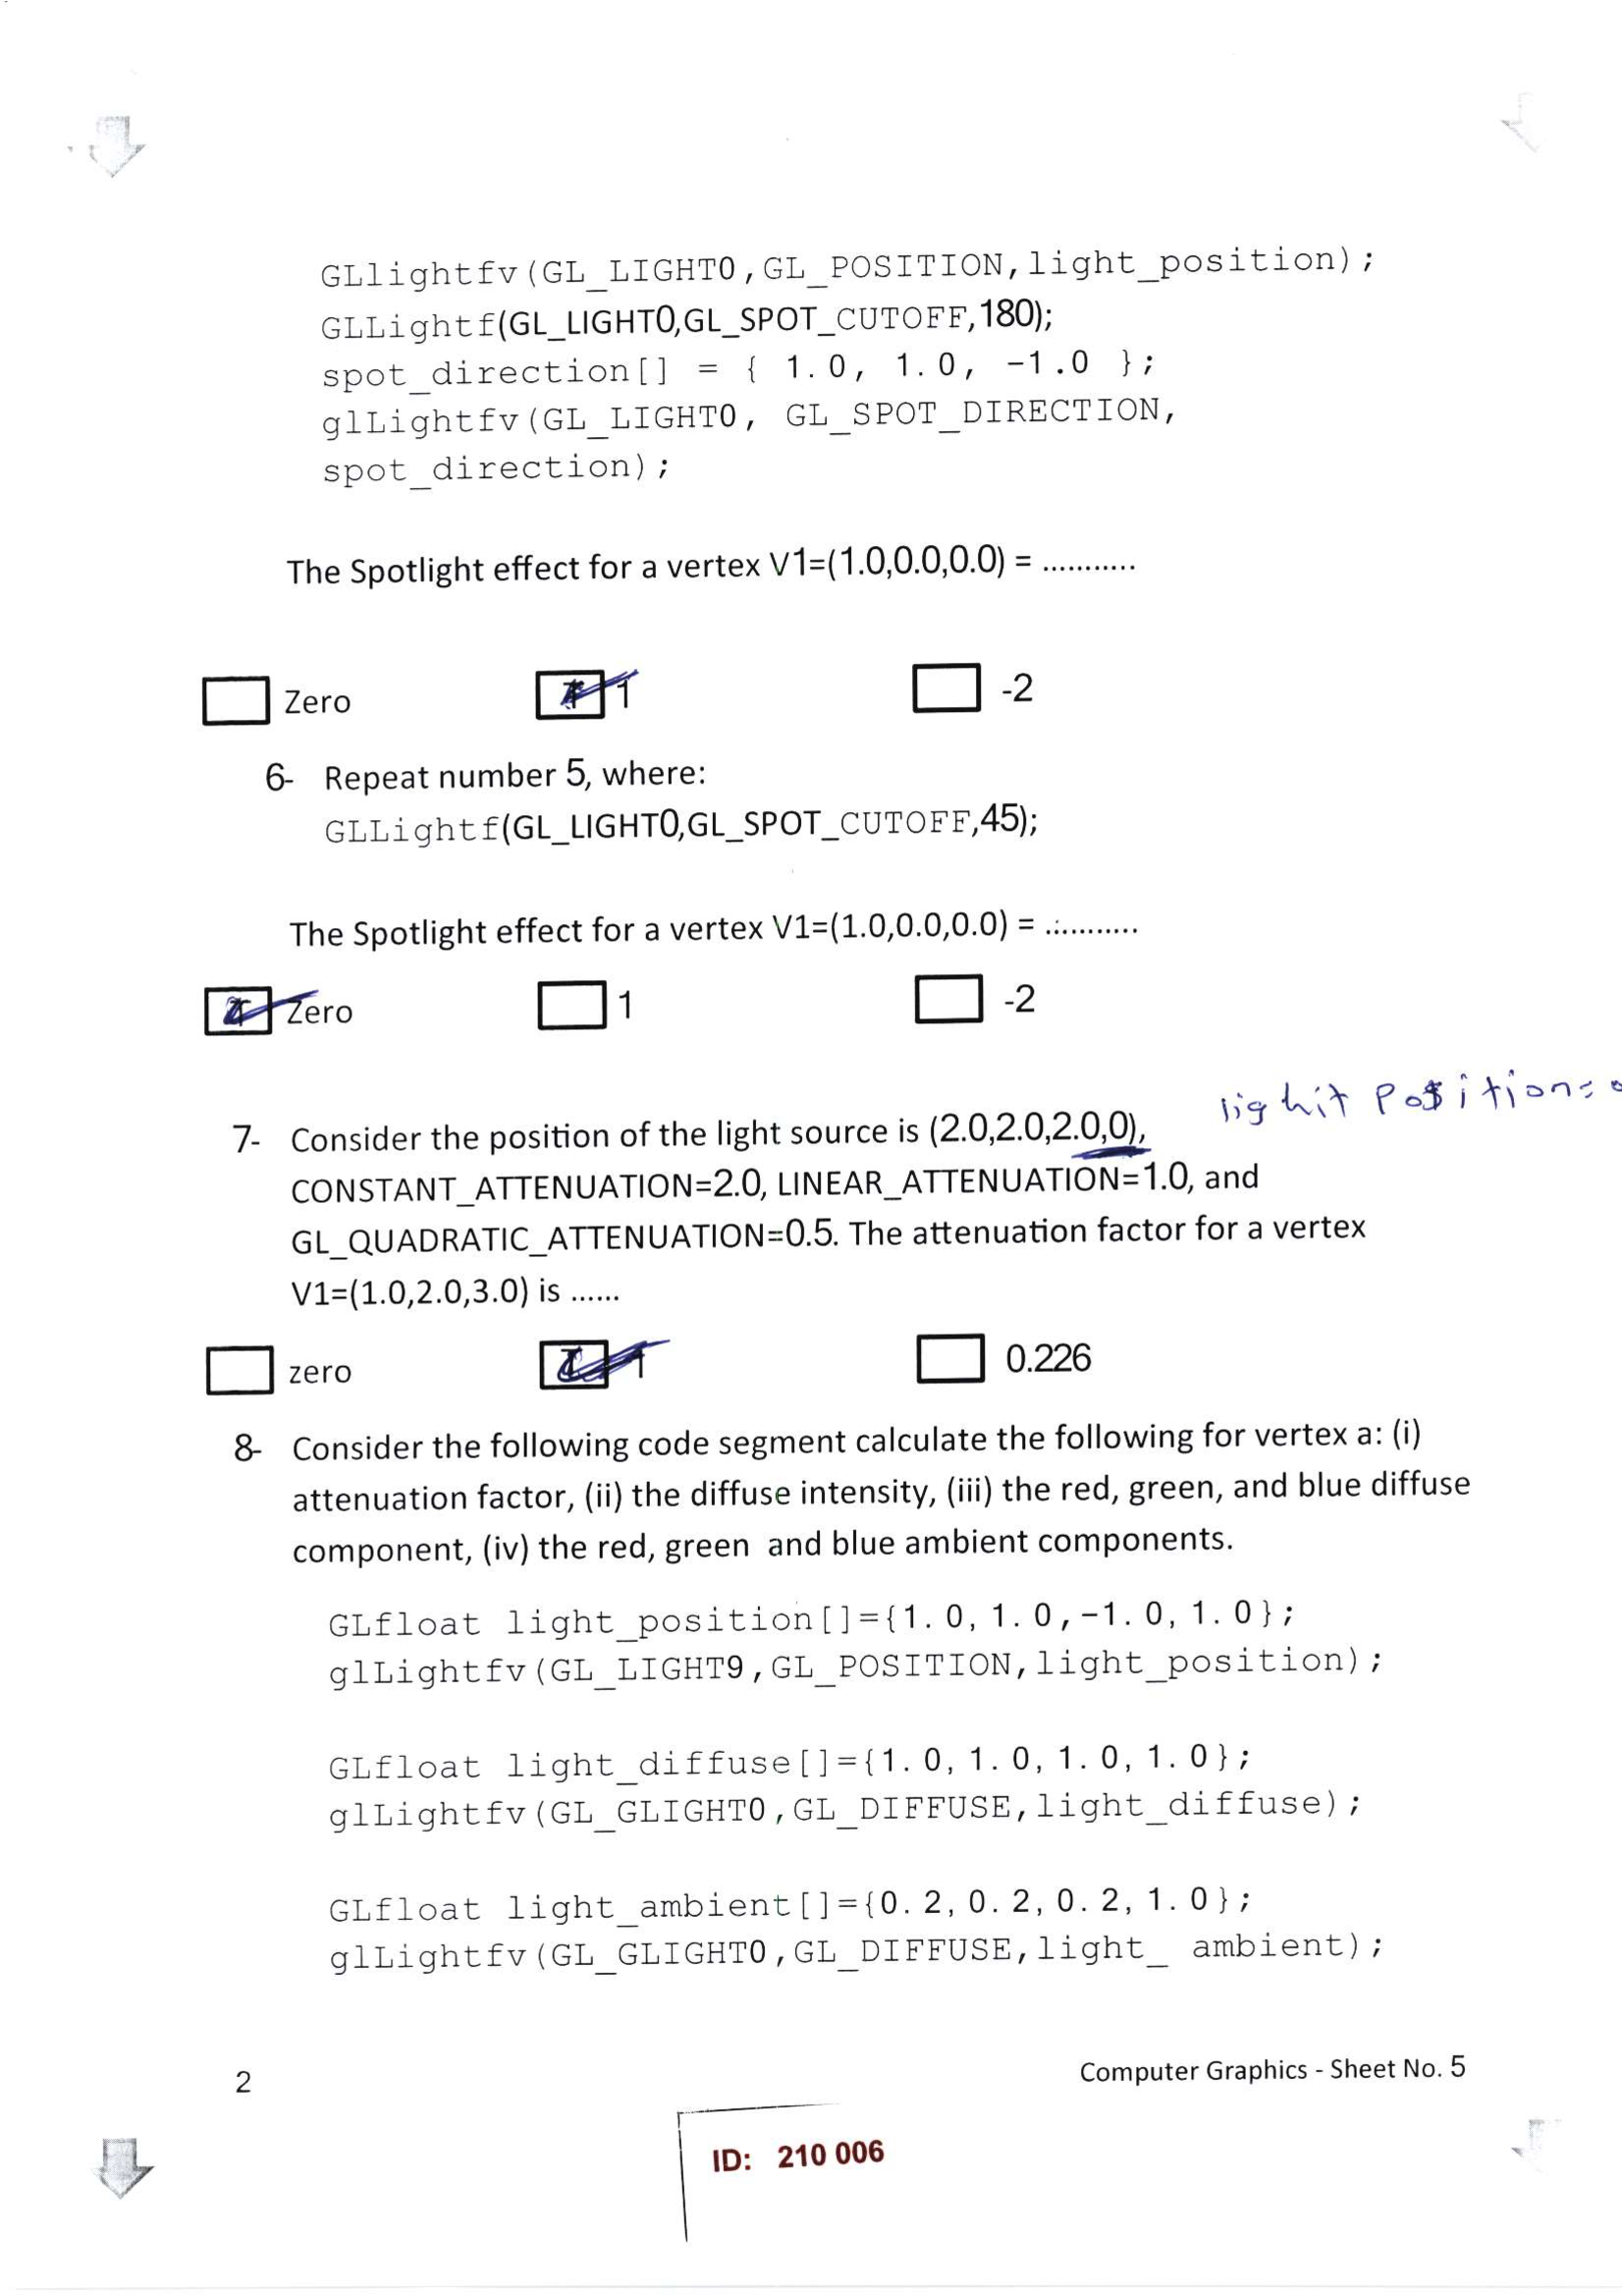 GLlightfv(GL_LIGHT0,GL_POSITION,light_position);
GLLightf(GL_LIGHT0,GL_SPOT_CUTOFF,180);
spot_direction[] = { 1.0, 1.0, -1.0 };
glLightfv(GL_LIGHT0, GL_SPOT_DIRECTION,
spot_direction);
The Spotlight effect for a vertex V1=(1.0,0.0,0.0) = ...........
Zero 1 -2
6- Repeat number 5, where:
GLLightf(GL_LIGHT0,GL_SPOT_CUTOFF,45);
The Spotlight effect for a vertex V1=(1.0,0.0,0.0) = ...........
Zero 1 -2
lighit Position=
7- Consider the position of the light source is (2.0,2.0,2.0,0),
CONSTANT_ATTENUATION=2.0, LINEAR_ATTENUATION=1.0, and
GL_QUADRATIC_ATTENUATION=0.5. The attenuation factor for a vertex
V1=(1.0,2.0,3.0) is ......
zero 1 0.226
8- Consider the following code segment calculate the following for vertex a: (i)
attenuation factor, (ii) the diffuse intensity, (iii) the red, green, and blue diffuse
component, (iv) the red, green and blue ambient components.
GLfloat light_position[]={1.0,1.0,-1.0,1.0};
glLightfv(GL_LIGHT9,GL_POSITION,light_position);
GLfloat light_diffuse[]={1.0,1.0,1.0,1.0};
glLightfv(GL_GLIGHT0,GL_DIFFUSE,light_diffuse);
GLfloat light_ambient[]={0.2,0.2,0.2,1.0};
glLightfv(GL_GLIGHT0,GL_DIFFUSE,light_ ambient);
2 Computer Graphics - Sheet No. 5
ID: 210 006